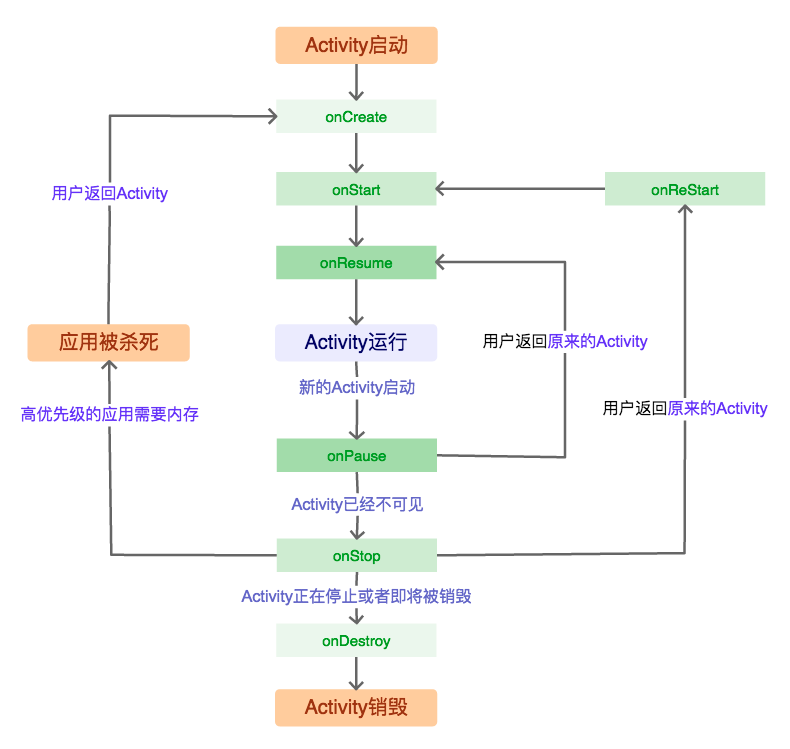 Activity启动
onCreate
用户返回Activity
onStart
onReStart
onResume
应用被杀死
Activity运行
用户返回原来的Activity
新的Activity启动
高优先级的应用需要内存
用户返回原来的Activity
onPause
Activity已经不可见
onStop
Activity正在停止或者即将被销毁
onDestroy
Activity销毁